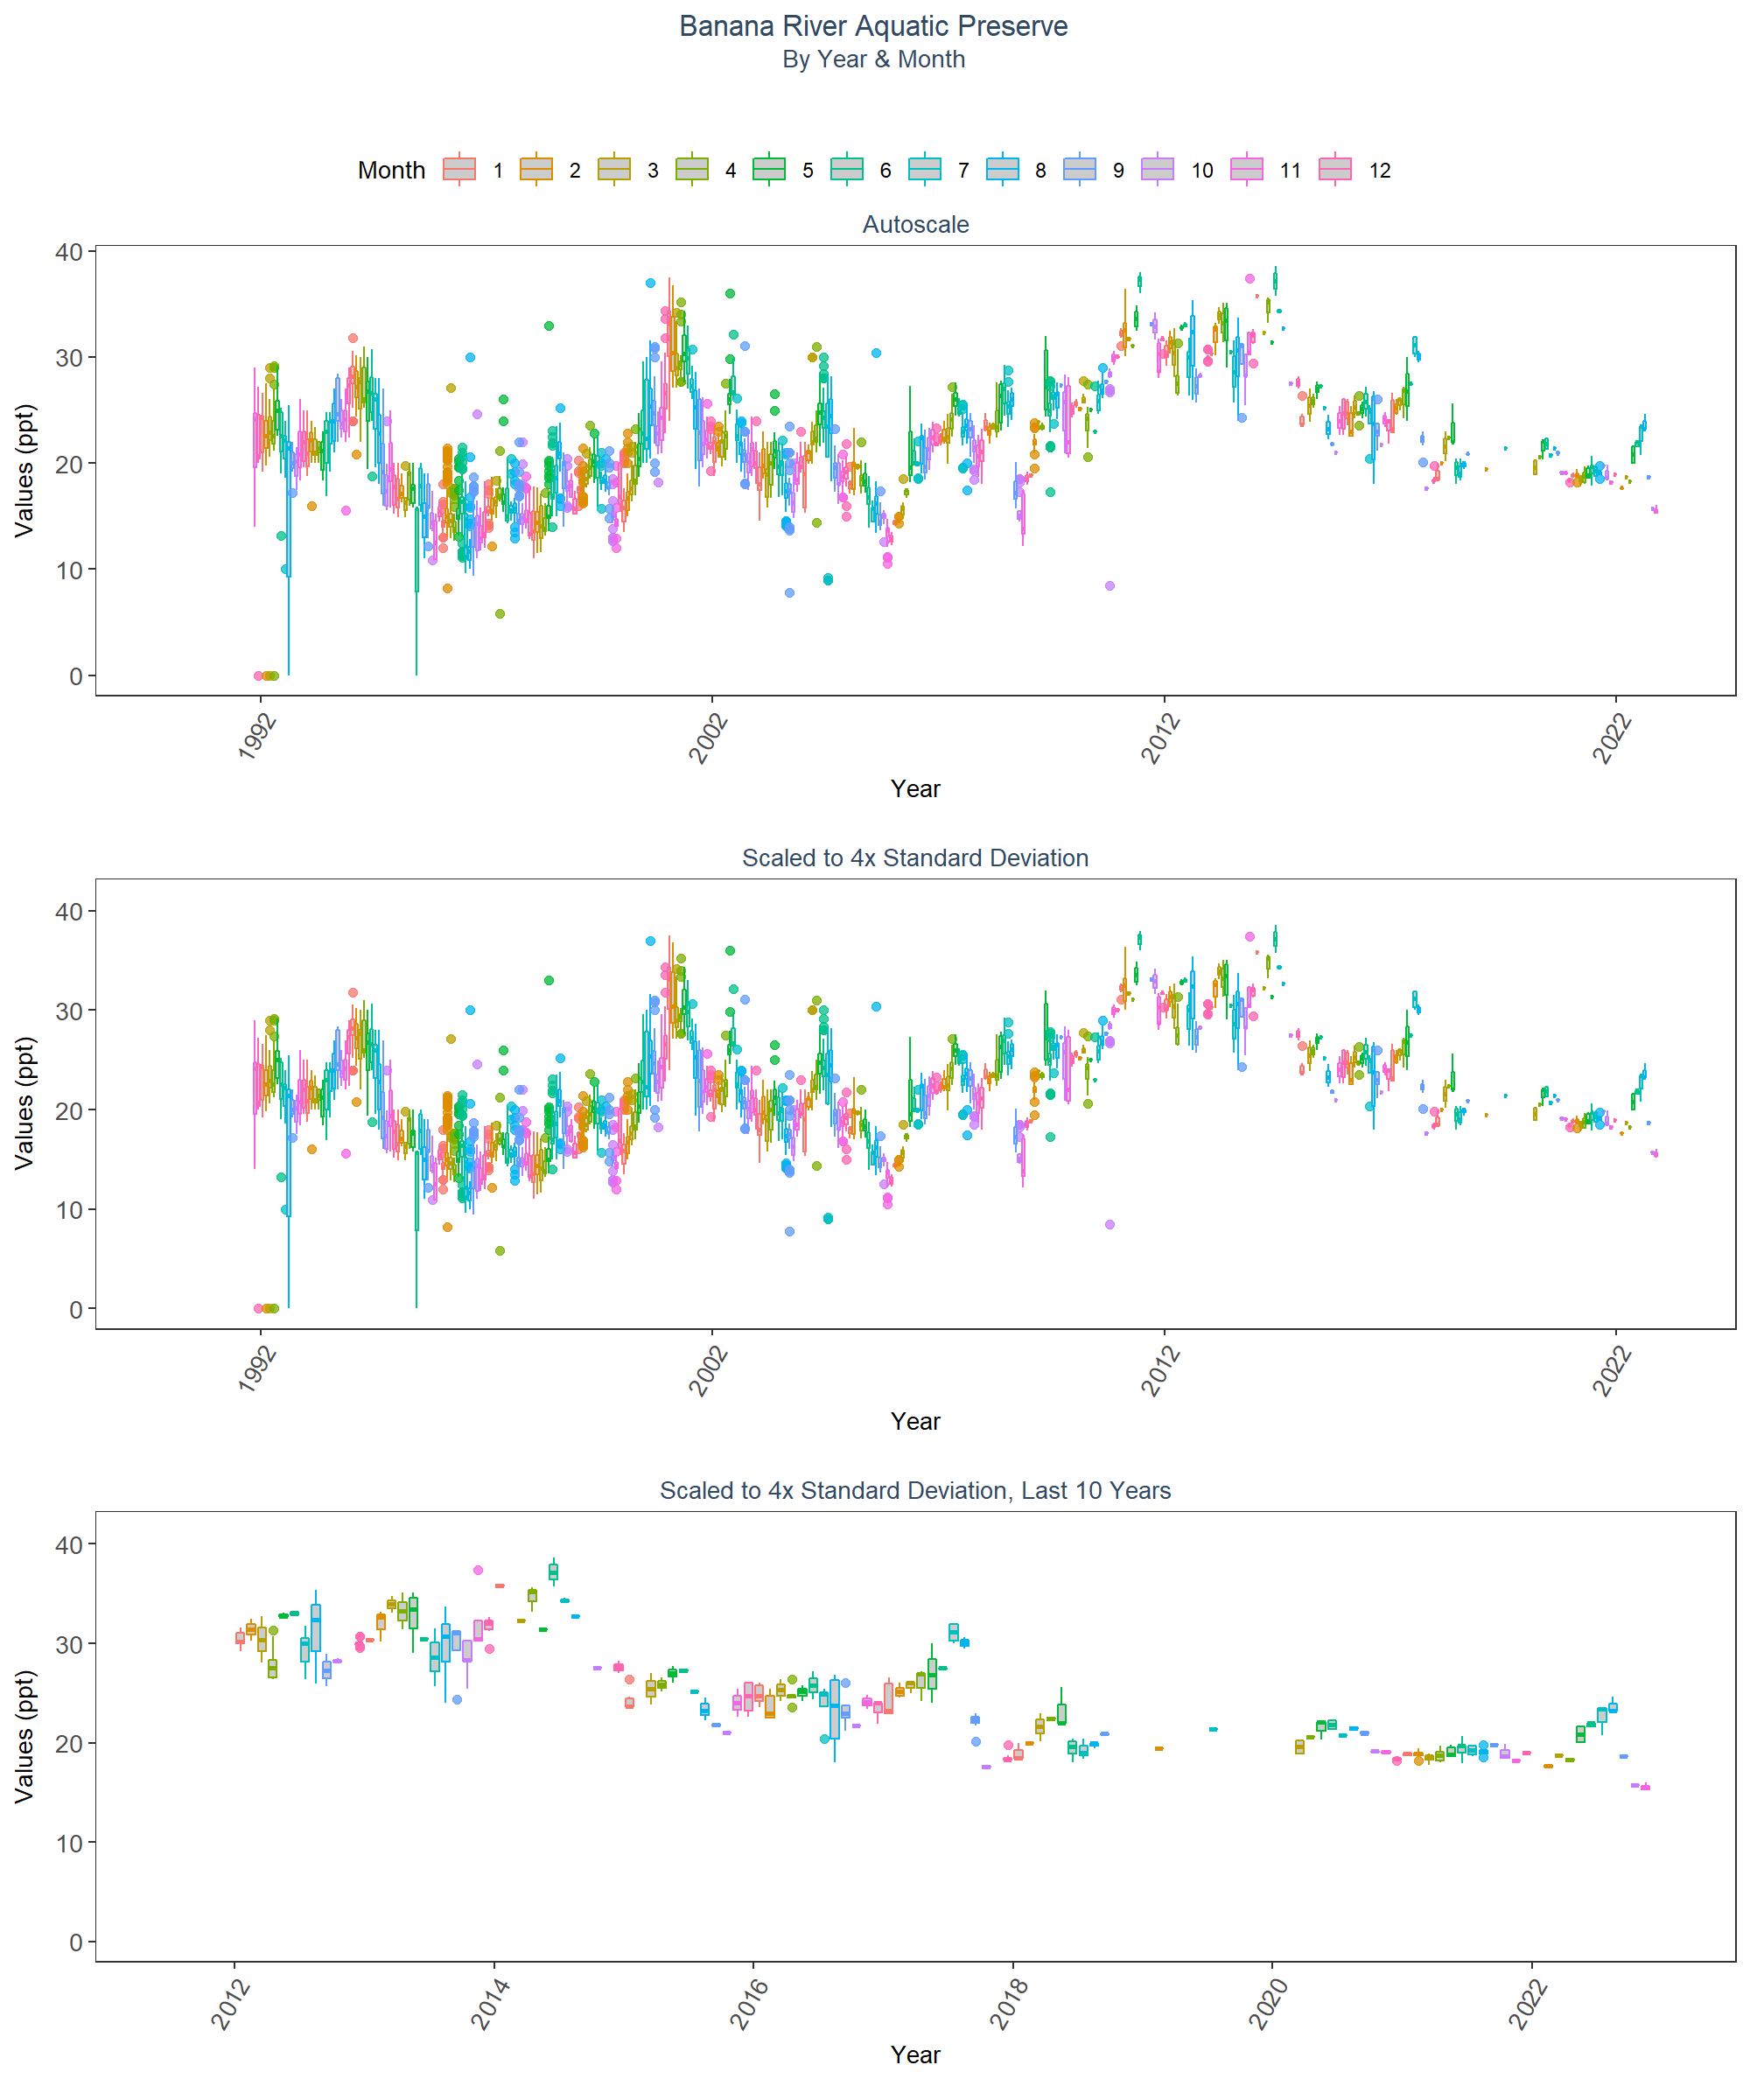 Banana River Aquatic Preserve
By Year & Month
Month 1 2 3 4 5 6 7 8 9 10 11 12
Autoscale
40
30
20
10
0
Values (ppt)
1992 2002 2012 2022
Year
Scaled to 4x Standard Deviation
40
30
20
10
0
Values (ppt)
1992 2002 2012 2022
Year
Scaled to 4x Standard Deviation, Last 10 Years
40
30
20
10
0
Values (ppt)
2012 2014 2016 2018 2020 2022
Year